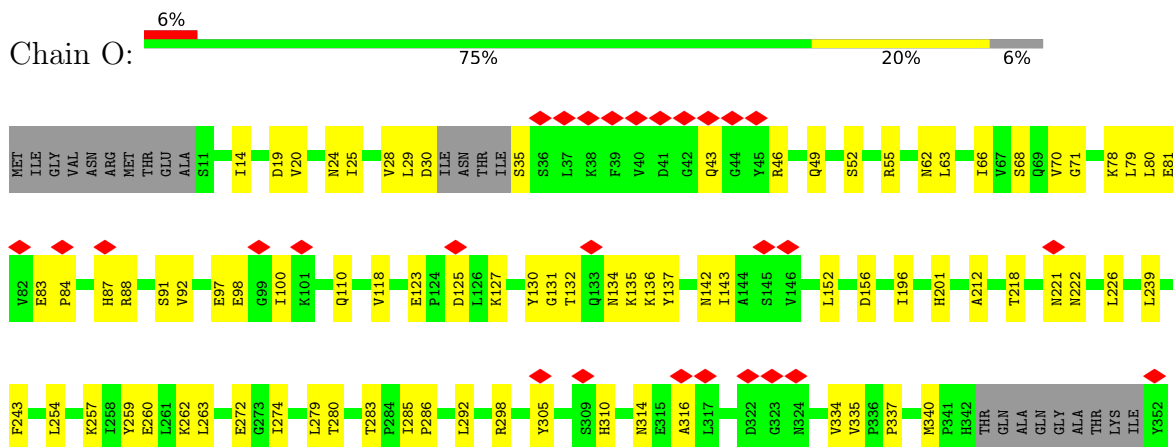 6%
Chain O:
75% 20% 6%
MET ILE GLY VAL ASN ARG MET THR GLU ALA S11 I14 D19 V20 N24 I25 V28 L29 D30 ILE ASN THR ILE S35 S36 L37 K38 F39 V40 D41 G42 Q43 G44 Y45 R46 Q49 S52 R55 N62 L63 I66 V67 S68 Q69 V70 G71 K78 L79 L80 E81
V82 E83 P84 H87 R88 S91 V92 E97 E98 G99 I100 K101 Q110 V118 E123 P124 D125 L126 K127 Y130 G131 T132 Q133 N134 K135 K136 Y137 N142 I143 A144 S145 V146 L152 D156 I196 H201 A212 T218 N221 N222 L226 L239
F243 L254 K257 I258 Y259 E260 L261 K262 L263 E272 G273 I274 L279 T280 T283 P284 I285 P286 L292 R298 Y305 S309 H310 N314 E315 A316 L317 D322 G323 N324 V334 V335 P336 P337 M340 P341 H342 THR GLN ALA GLN GLY ALA THR LYS ILE Y352